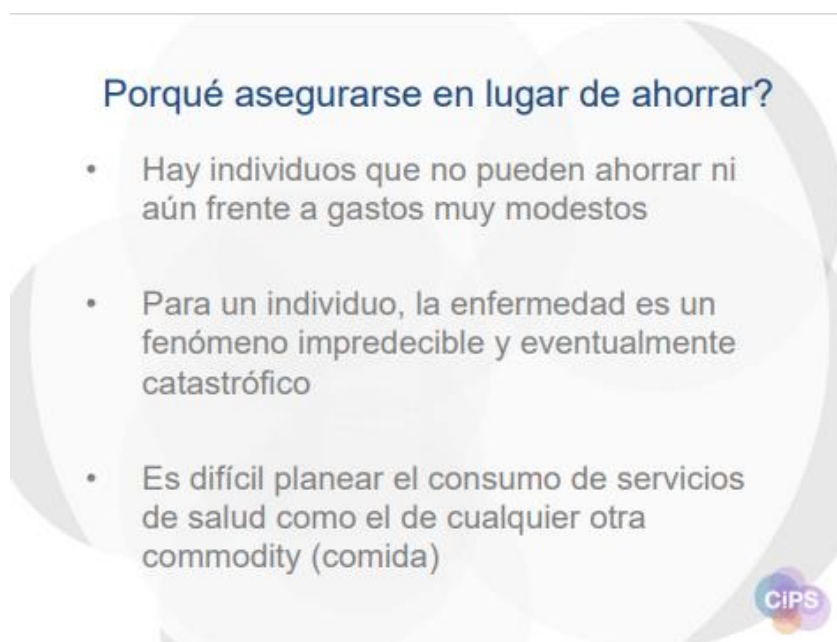 Porqué asegurarse en lugar de ahorrar?
• Hay individuos que no pueden ahorrar ni
aún frente a gastos muy modestos
• Para un individuo, la enfermedad es un
fenómeno impredecible y eventualmente
catastrófico
• Es difícil planear el consumo de servicios
de salud como el de cualquier otra
commodity (comida)
CiPS